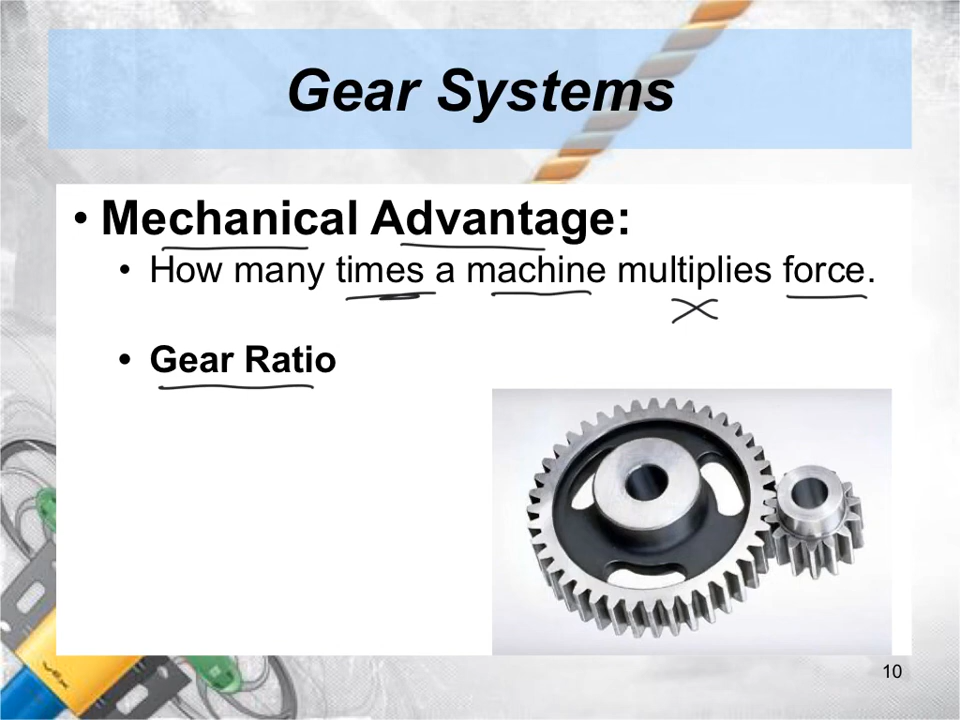 Gear Systems
• Mechanical Advantage:
• How many times a machine multiplies force.
• Gear Ratio
10